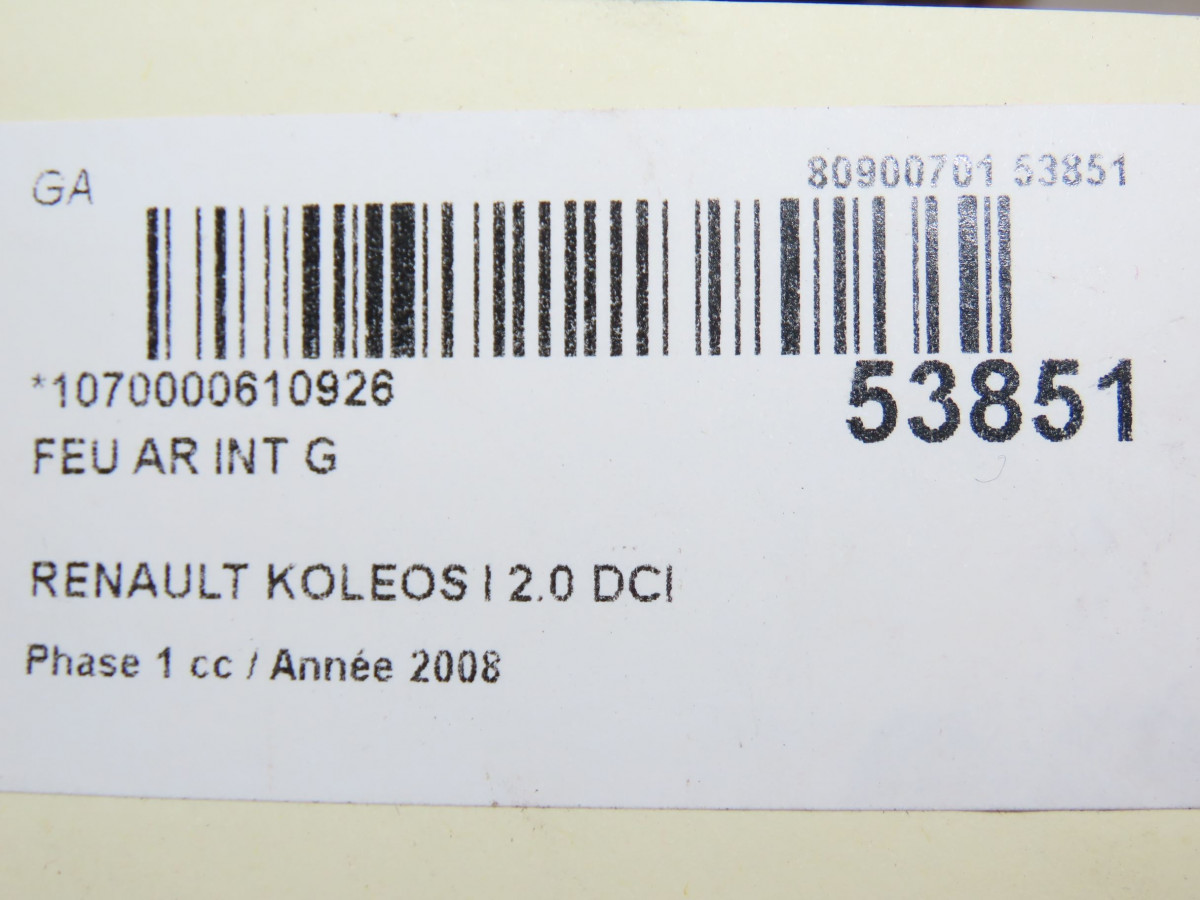 GA
80900701 53851
*1070000610926
53851
FEU AR INT G
RENAULT KOLEOS I 2.0 DCI
Phase 1 cc / Année 2008